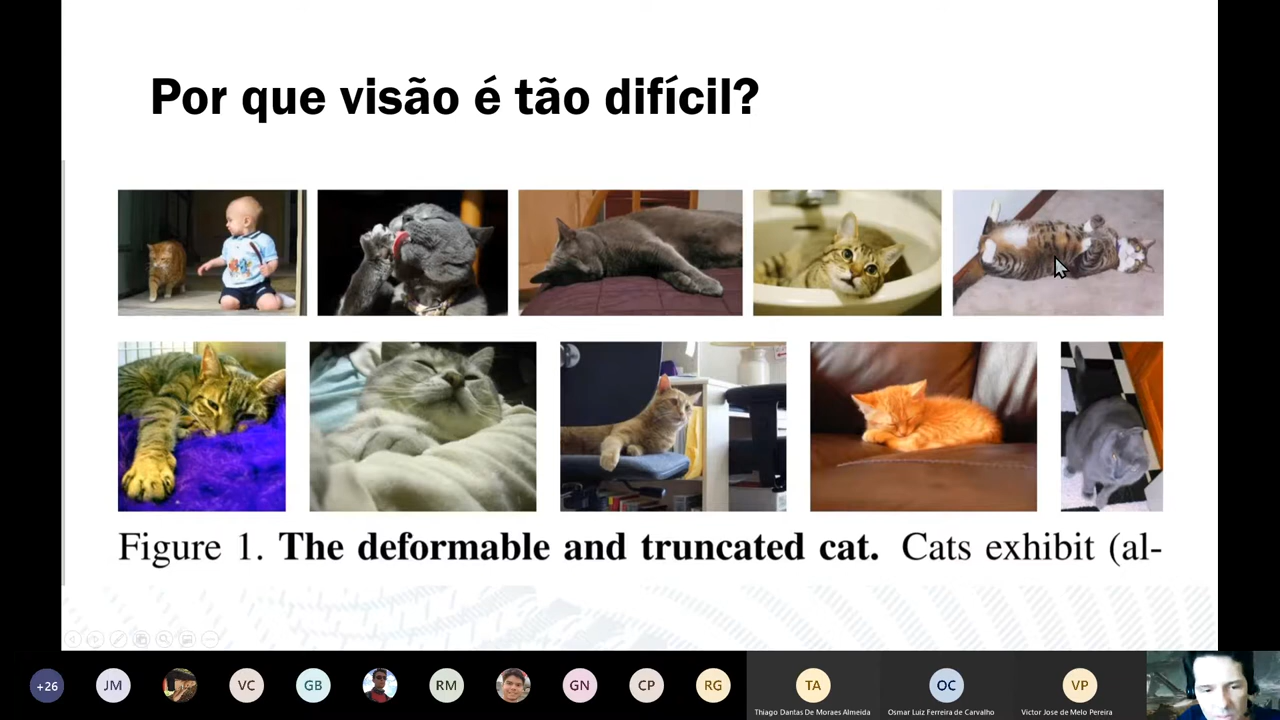 Por que visão é tão difícil?
Figure 1. The deformable and truncated cat. Cats exhibit (al-
+26
JM
VC
GB
RM
GN
CP
RG
TA
OC
VP
Thiago Dantas De Moraes Almeida
Osmar Luiz Ferreira de Carvalho
Victor Jose de Melo Pereira